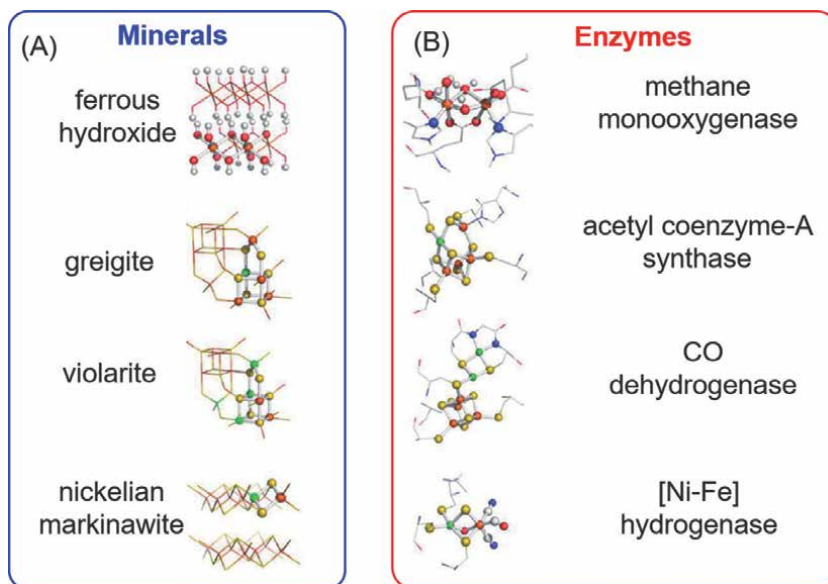 (A)
Minerals
ferrous
hydroxide
greigite
violarite
nickelian
markinawite
(B)
Enzymes
methane
monooxygenase
acetyl coenzyme-A
synthase
CO
dehydrogenase
[Ni-Fe]
hydrogenase